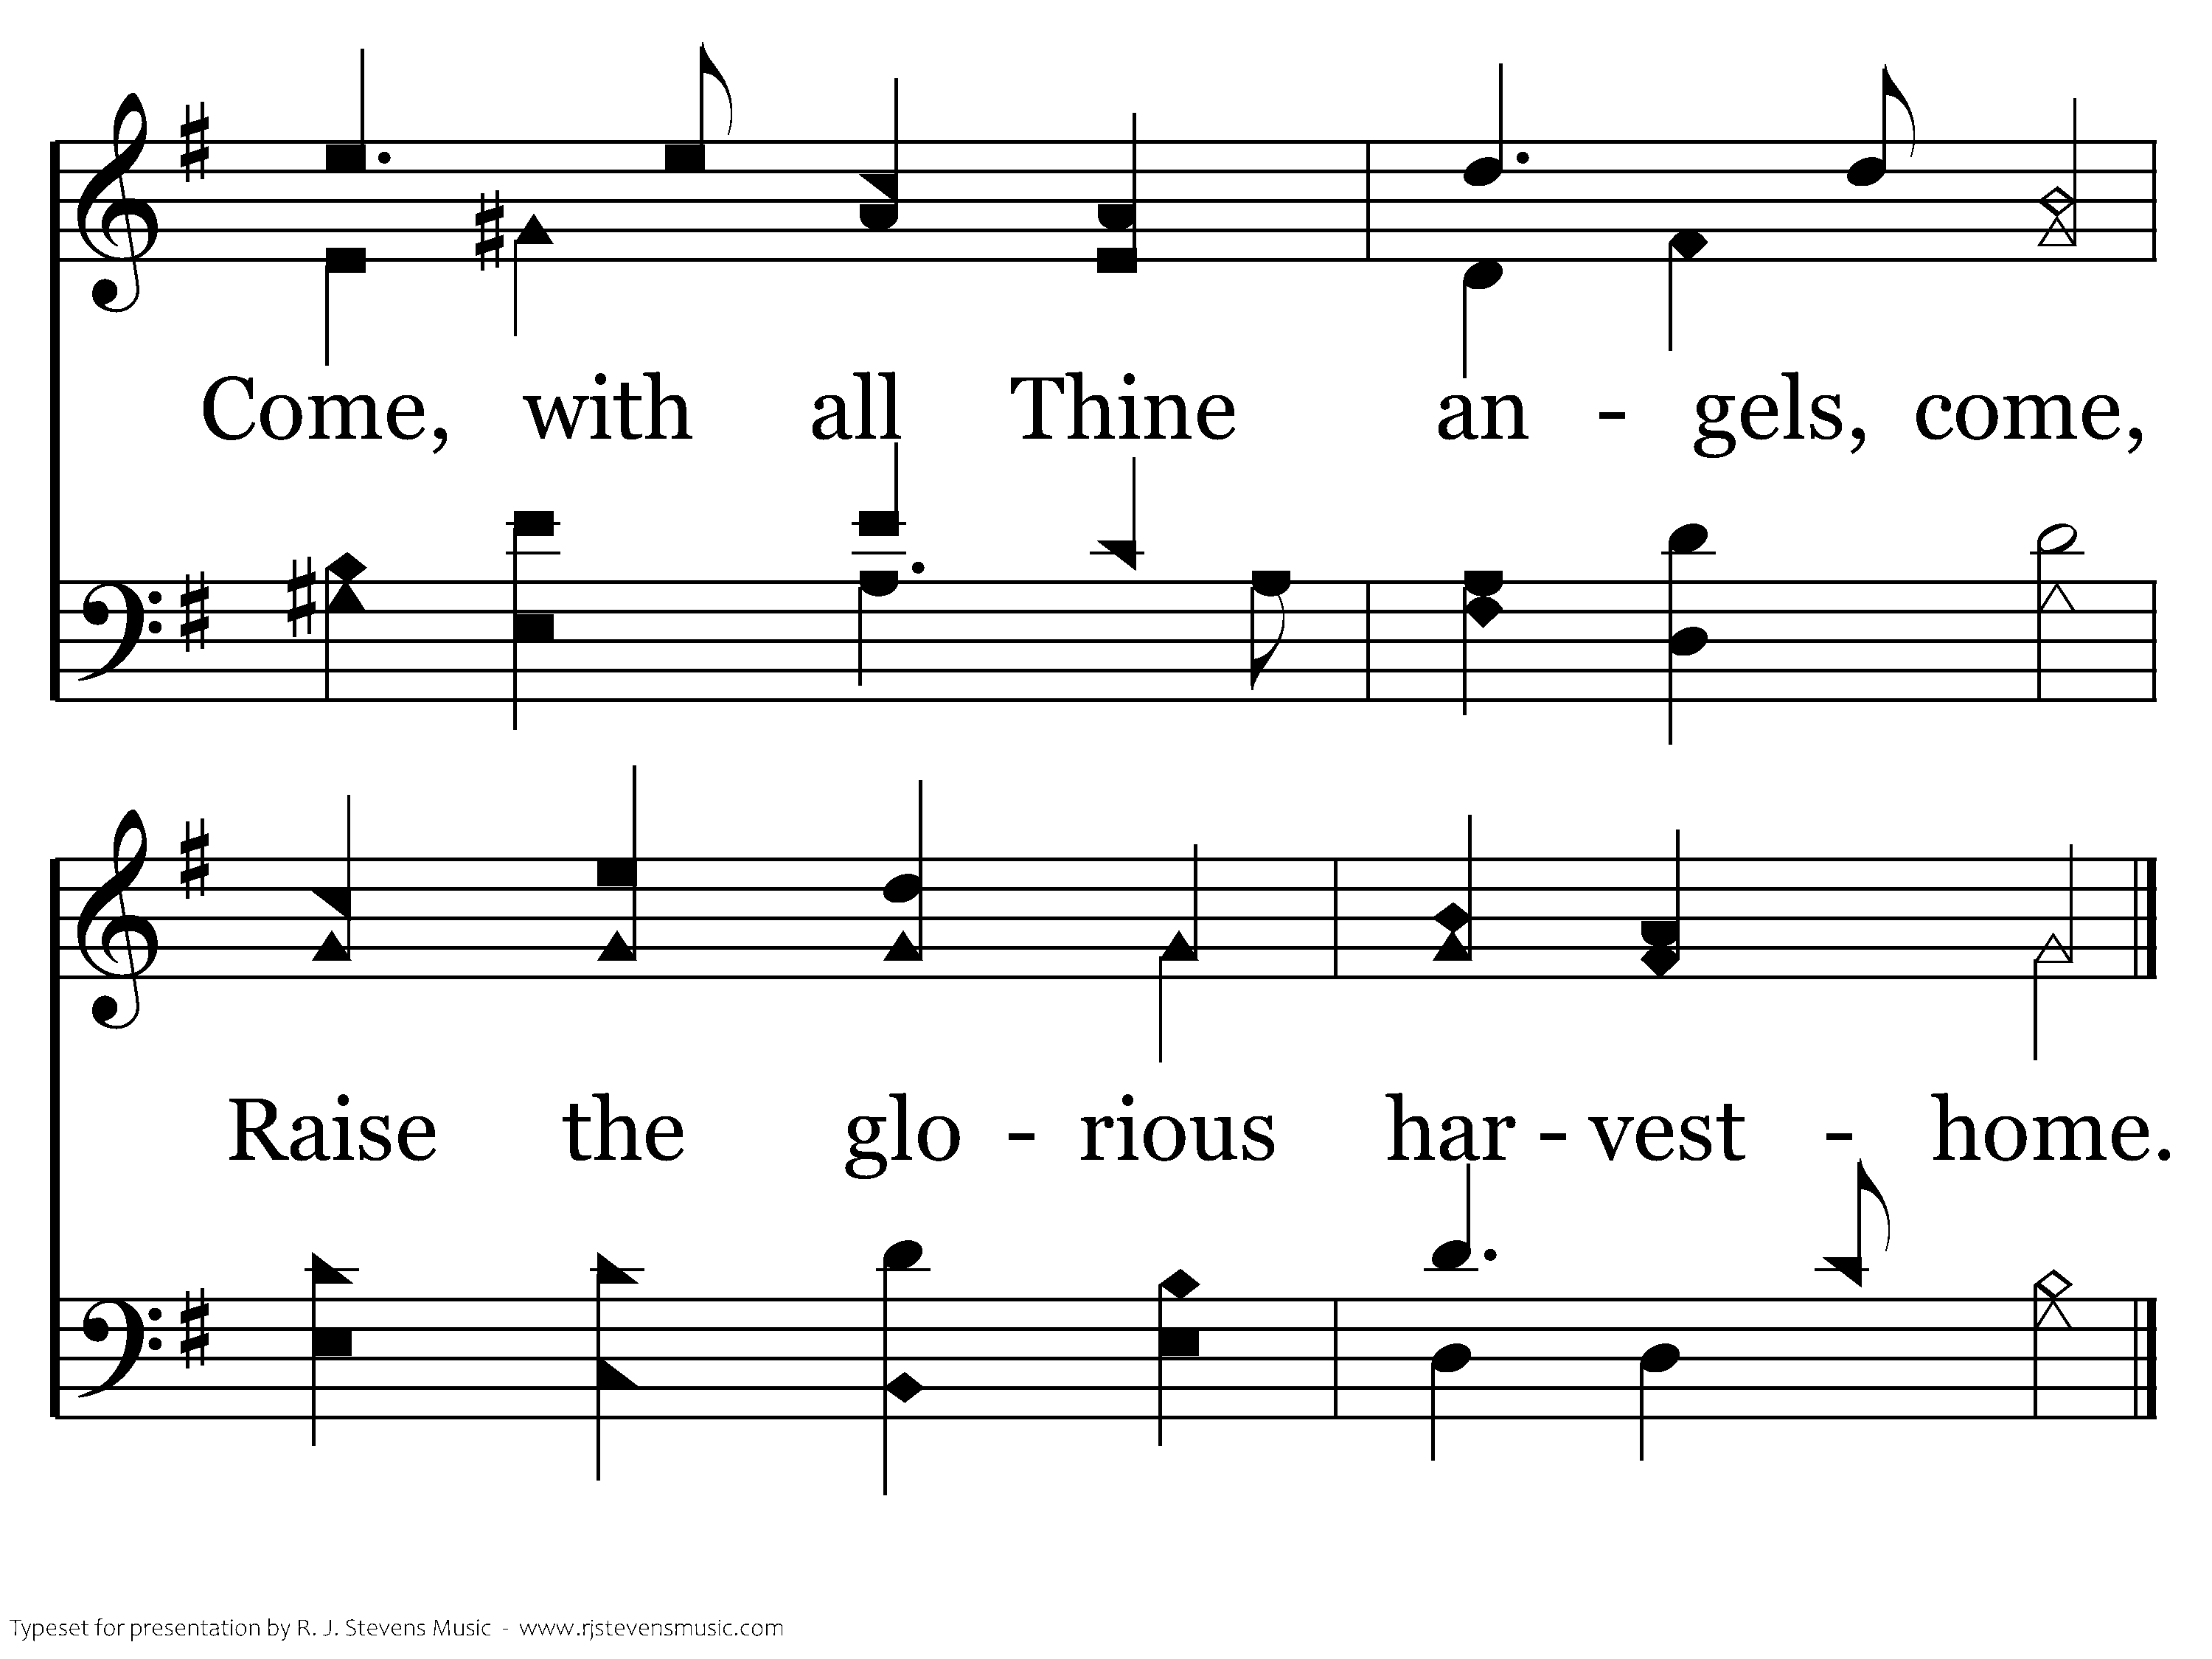 Come, with all Thine an - gels, come,
Raise the glo - rious har - vest - home.
Typeset for presentation by R. J. Stevens Music - www.rjstevensmusic.com